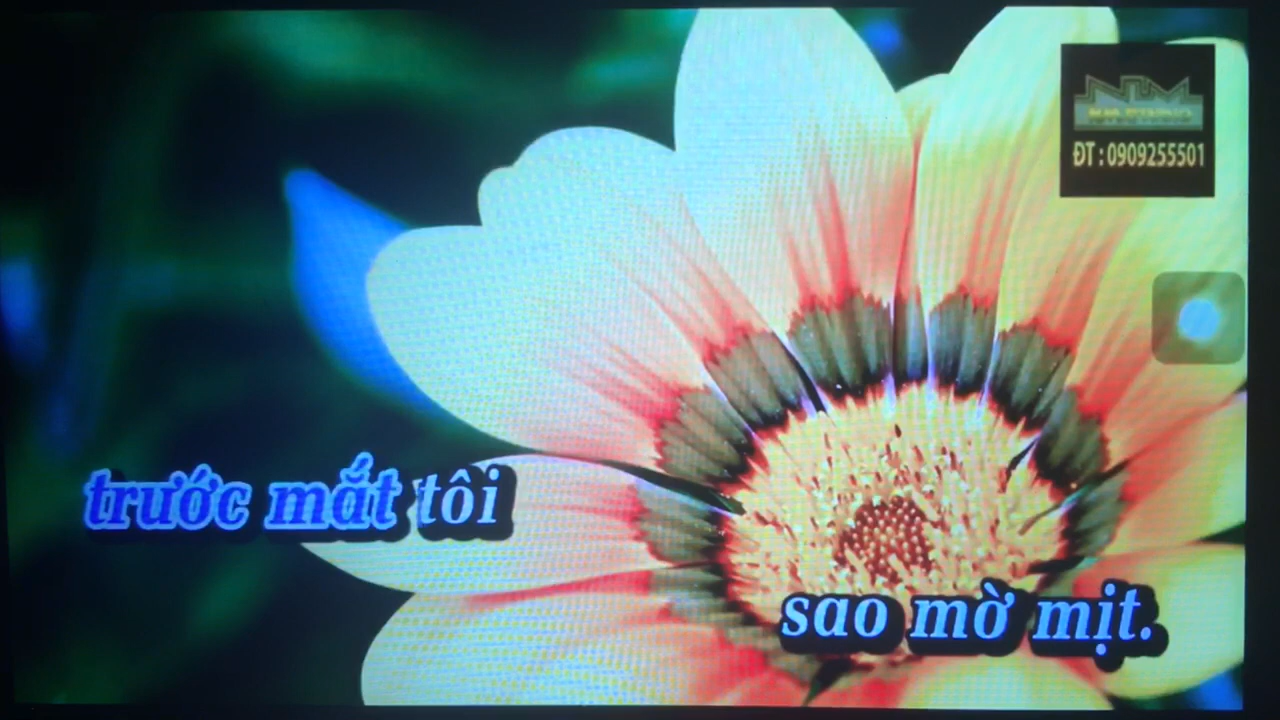 ĐT : 0909255501
trước mắt tôi
sao mờ mịt.